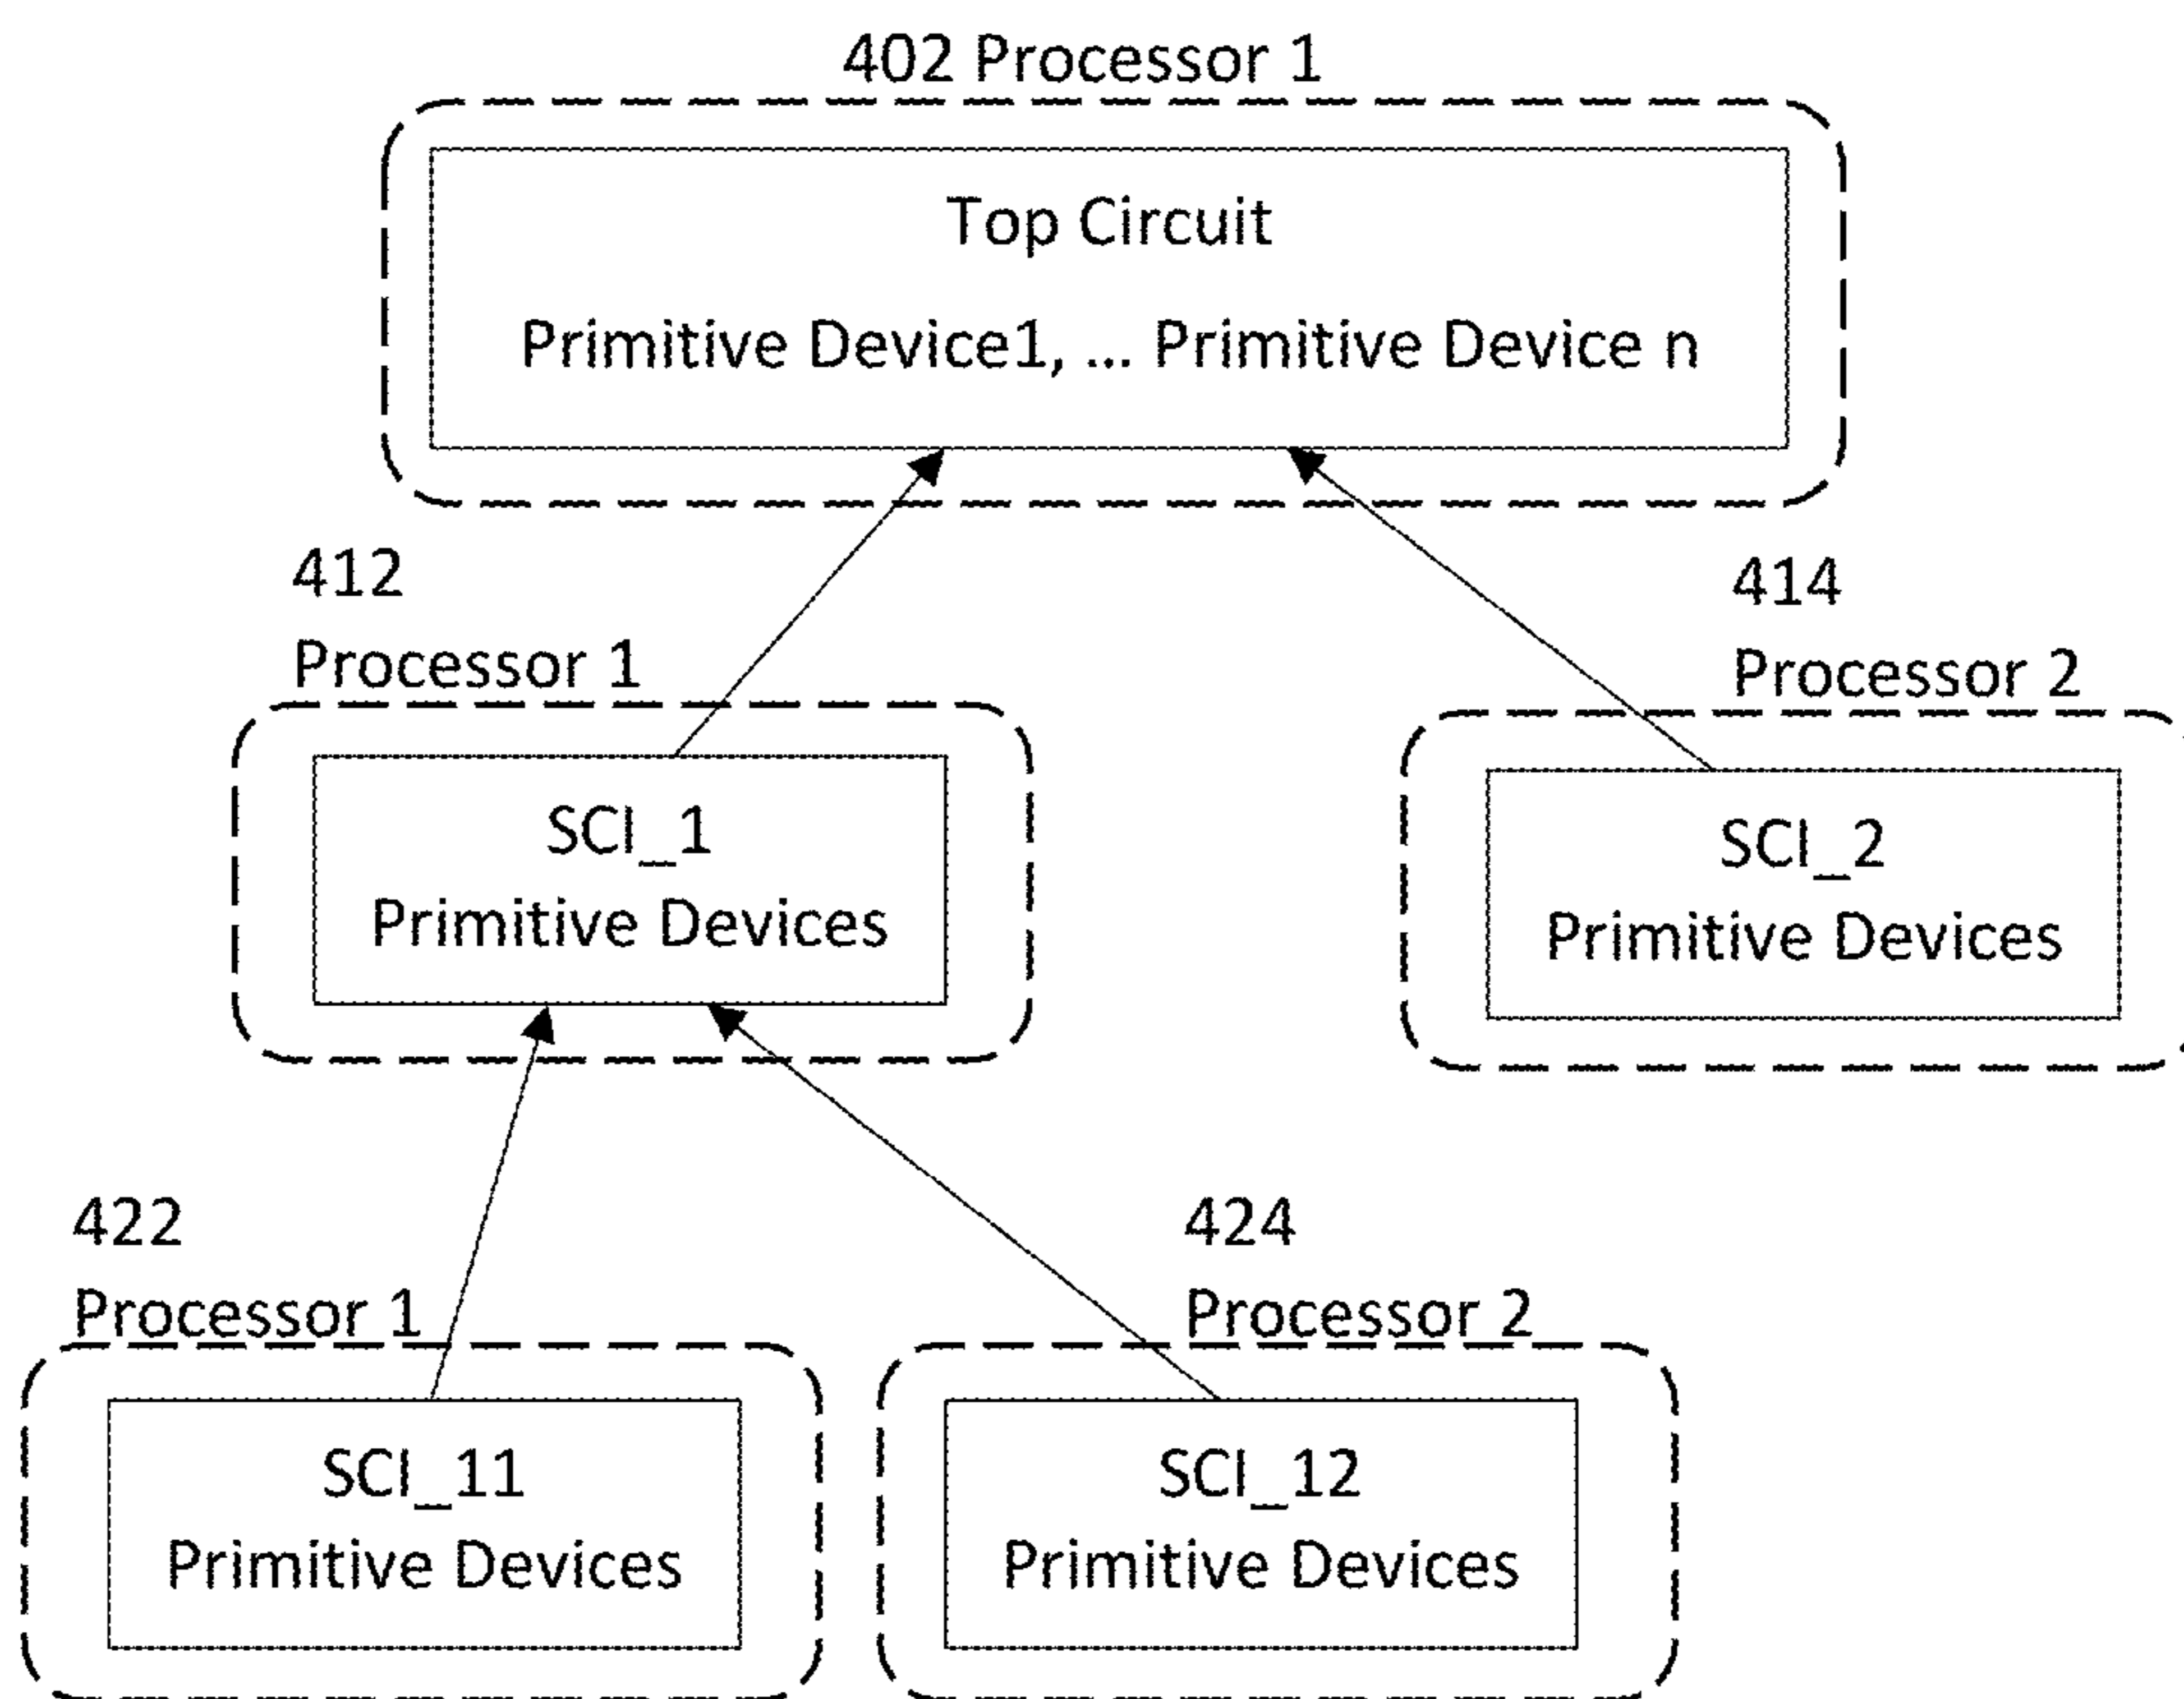 402 Processor 1
Top Circuit
Primitive Device1, ... Primitive Device n
412
Processor 1
414
Processor 2
SCI_1
Primitive Devices
SCI_2
Primitive Devices
422
Processor 1
424
Processor 2
SCI_11
Primitive Devices
SCI_12
Primitive Devices